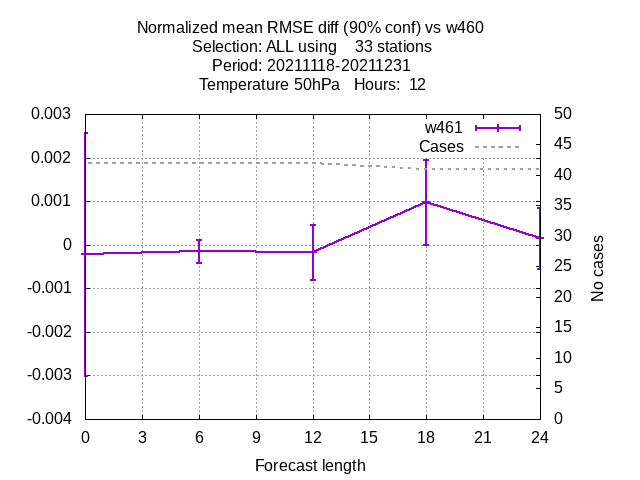 Normalized mean RMSE diff (90% conf) vs w460
Selection: ALL using    33 stations
Period: 20211118-20211231
Temperature 50hPa   Hours:  12
w461
Cases
0.003
0.002
0.001
0
-0.001
-0.002
-0.003
-0.004
50
45
40
35
30
25
20
15
10
5
0
No cases
0 3 6 9 12 15 18 21 24
Forecast length